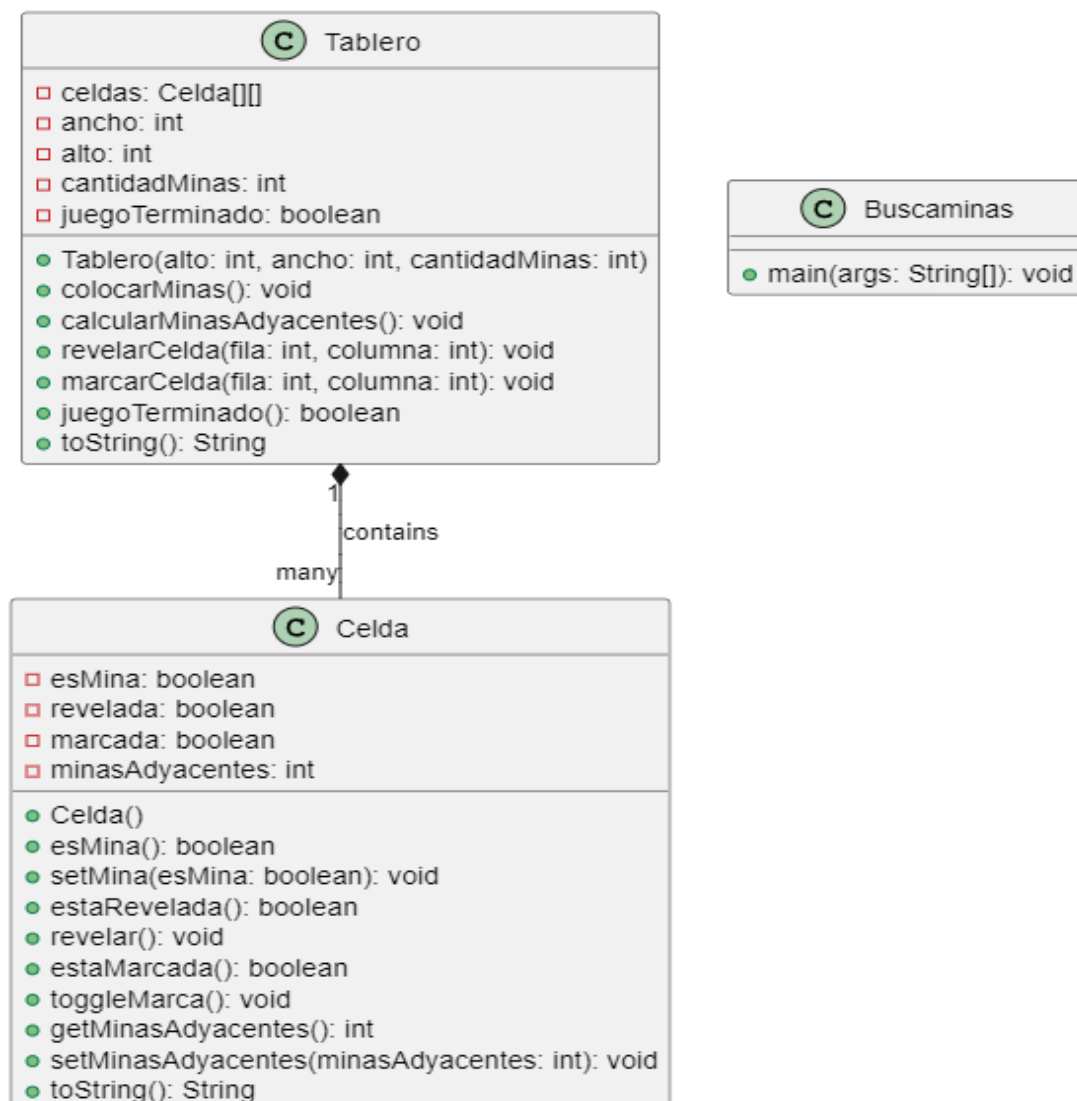 C Tablero
celdas: Celda[][]
ancho: int
alto: int
cantidadMinas: int
juegoTerminado: boolean
Tablero(alto: int, ancho: int, cantidadMinas: int)
colocarMinas(): void
calcularMinasAdyacentes(): void
revelarCelda(fila: int, columna: int): void
marcarCelda(fila: int, columna: int): void
juegoTerminado(): boolean
toString(): String
C Buscaminas
main(args: String[]): void
1
contains
many
C Celda
esMina: boolean
revelada: boolean
marcada: boolean
minasAdyacentes: int
Celda()
esMina(): boolean
setMina(esMina: boolean): void
estaRevelada(): boolean
revelar(): void
estaMarcada(): boolean
toggleMarca(): void
getMinasAdyacentes(): int
setMinasAdyacentes(minasAdyacentes: int): void
toString(): String